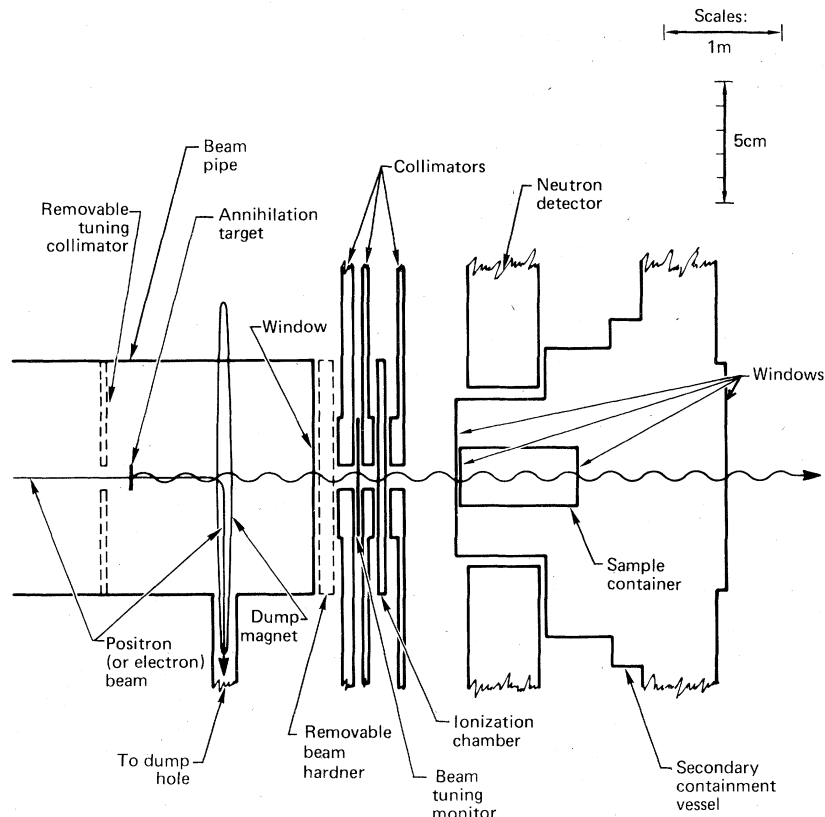 Scales:
1m
5cm
Beam
pipe
Collimators
Neutron
detector
Removable
tuning
collimator
Annihilation
target
Window
Windows
Sample
container
Dump
magnet
Positron
(or electron)
beam
To dump
hole
Removable
beam
hardner
Ionization
chamber
Beam
tuning
monitor
Secondary
containment
vessel